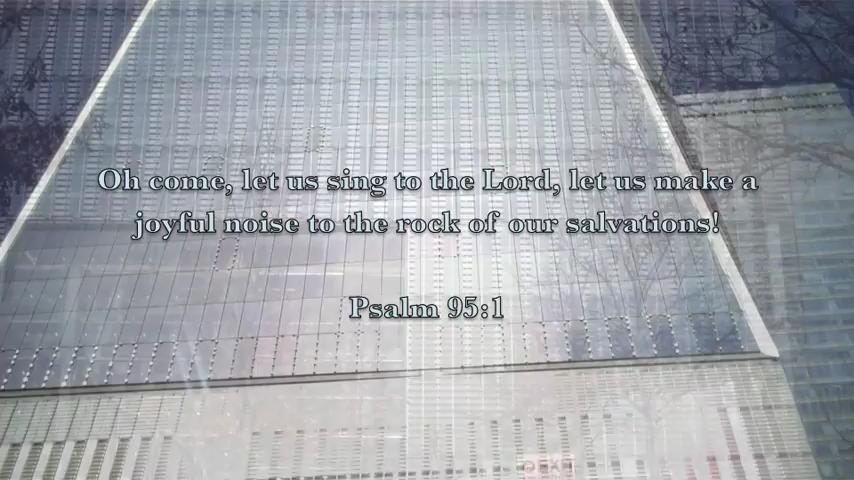 Oh come, let us sing to the Lord, let us make a
joyful noise to the rock of our salvations!
Psalm 95:1